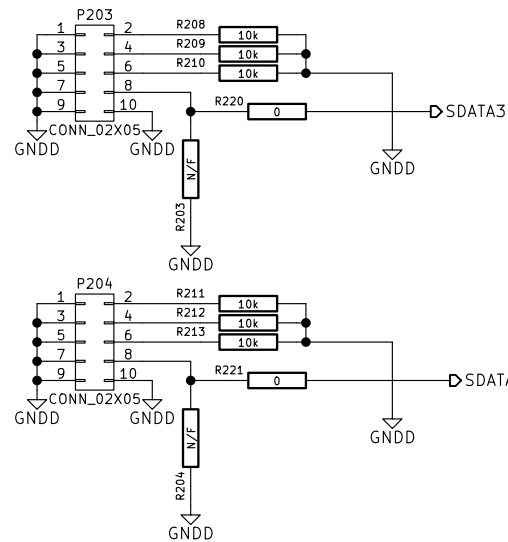 P203
R208
1 2 10k
R209
3 4 10k
R210
5 6 10k
7 8
R220
9 10 0 SDATA3
CONN_02X05
GNDD GNDD
N/F
GNDD
R203
GNDD
P204
R211
1 2 10k
R212
3 4 10k
R213
5 6 10k
7 8
R221
9 10 0 SDAT
CONN_02X05
GNDD GNDD
N/F
GNDD
R204
GNDD